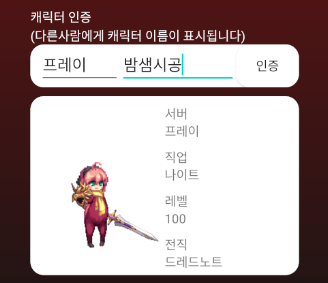 캐릭터 인증
(다른사람에게 캐릭터 이름이 표시됩니다)
프레이 밤샘시공 인증
서버
프레이
직업
나이트
레벨
100
전직
드레드노트